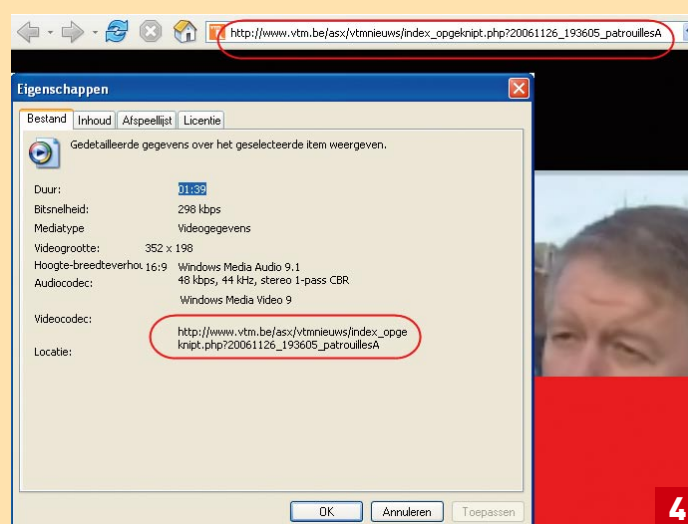 http://www.vtm.be/asx/vtmnieuws/index_opgeknipt.php?20061126_193605_patrouillesA
Eigenschappen
Bestand Inhoud Afspeellijst Licentie
Gedetailleerde gegevens over het geselecteerde item weergeven.
Duur: 01:39
Bitsnelheid: 298 kbps
Mediatype Videogegevens
Videogrootte: 352 x 198
Hoogte-breedteverhou 16:9 Windows Media Audio 9.1
Audiocodec: 48 kbps, 44 kHz, stereo 1-pass CBR
Windows Media Video 9
Videocodec:
http://www.vtm.be/asx/vtmnieuws/index_opge
knipt.php?20061126_193605_patrouillesA
Locatie:
OK Annuleren Toepassen
4